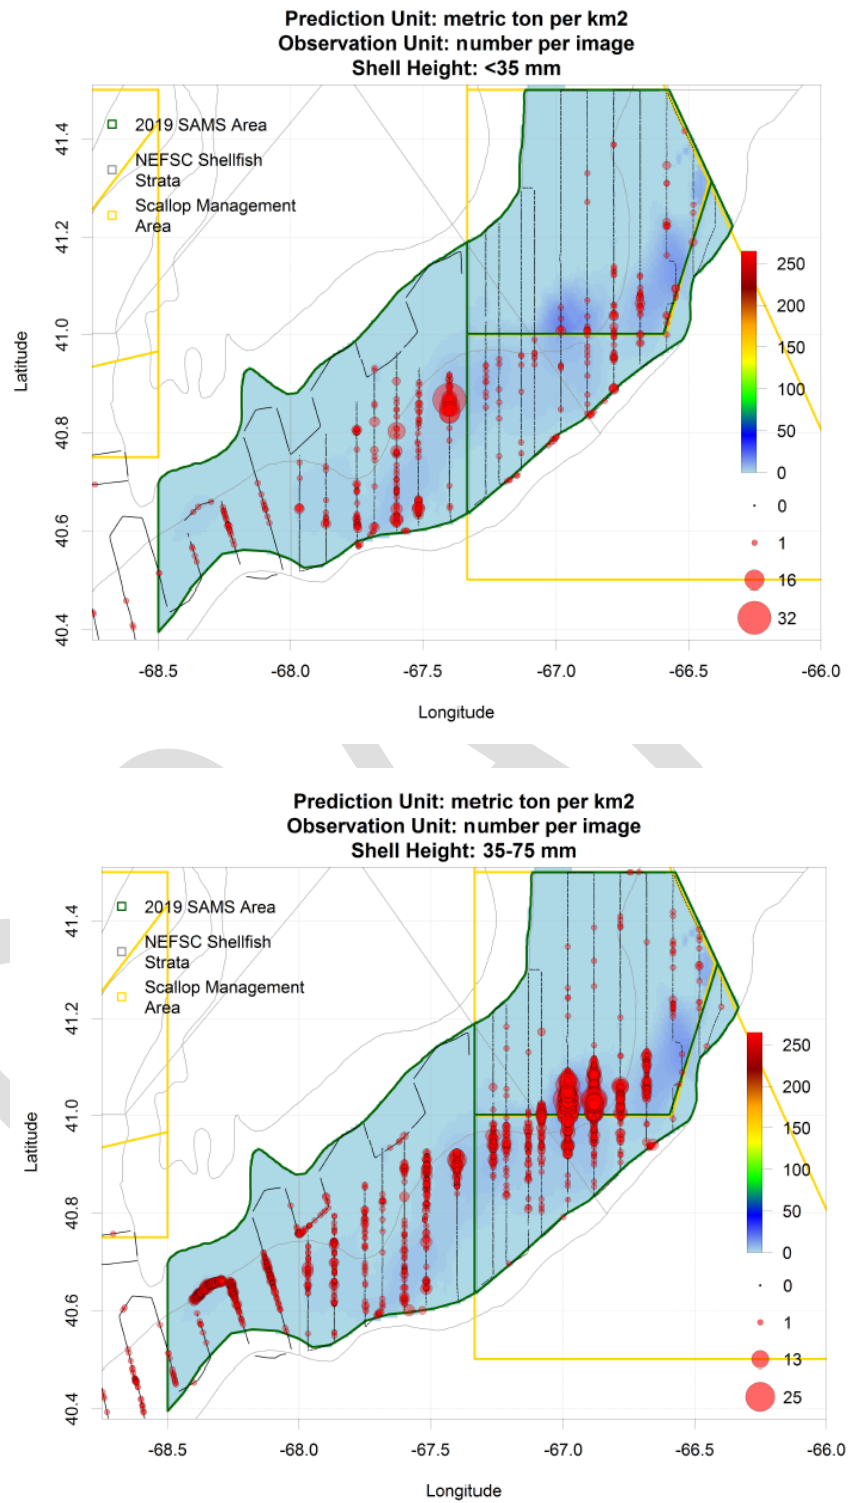 Prediction Unit: metric ton per km2
Observation Unit: number per image
Shell Height: <35 mm
2019 SAMS Area
NEFSC Shellfish
Strata
Scallop Management
Area
41.4
41.2
41.0
40.8
40.6
40.4
Latitude
250
200
150
100
50
0
0
1
16
32
-68.5 -68.0 -67.5 -67.0 -66.5 -66.0
Longitude
Prediction Unit: metric ton per km2
Observation Unit: number per image
Shell Height: 35-75 mm
2019 SAMS Area
NEFSC Shellfish
Strata
Scallop Management
Area
41.4
41.2
41.0
40.8
40.6
40.4
Latitude
250
200
150
100
50
0
0
1
13
25
-68.5 -68.0 -67.5 -67.0 -66.5 -66.0
Longitude